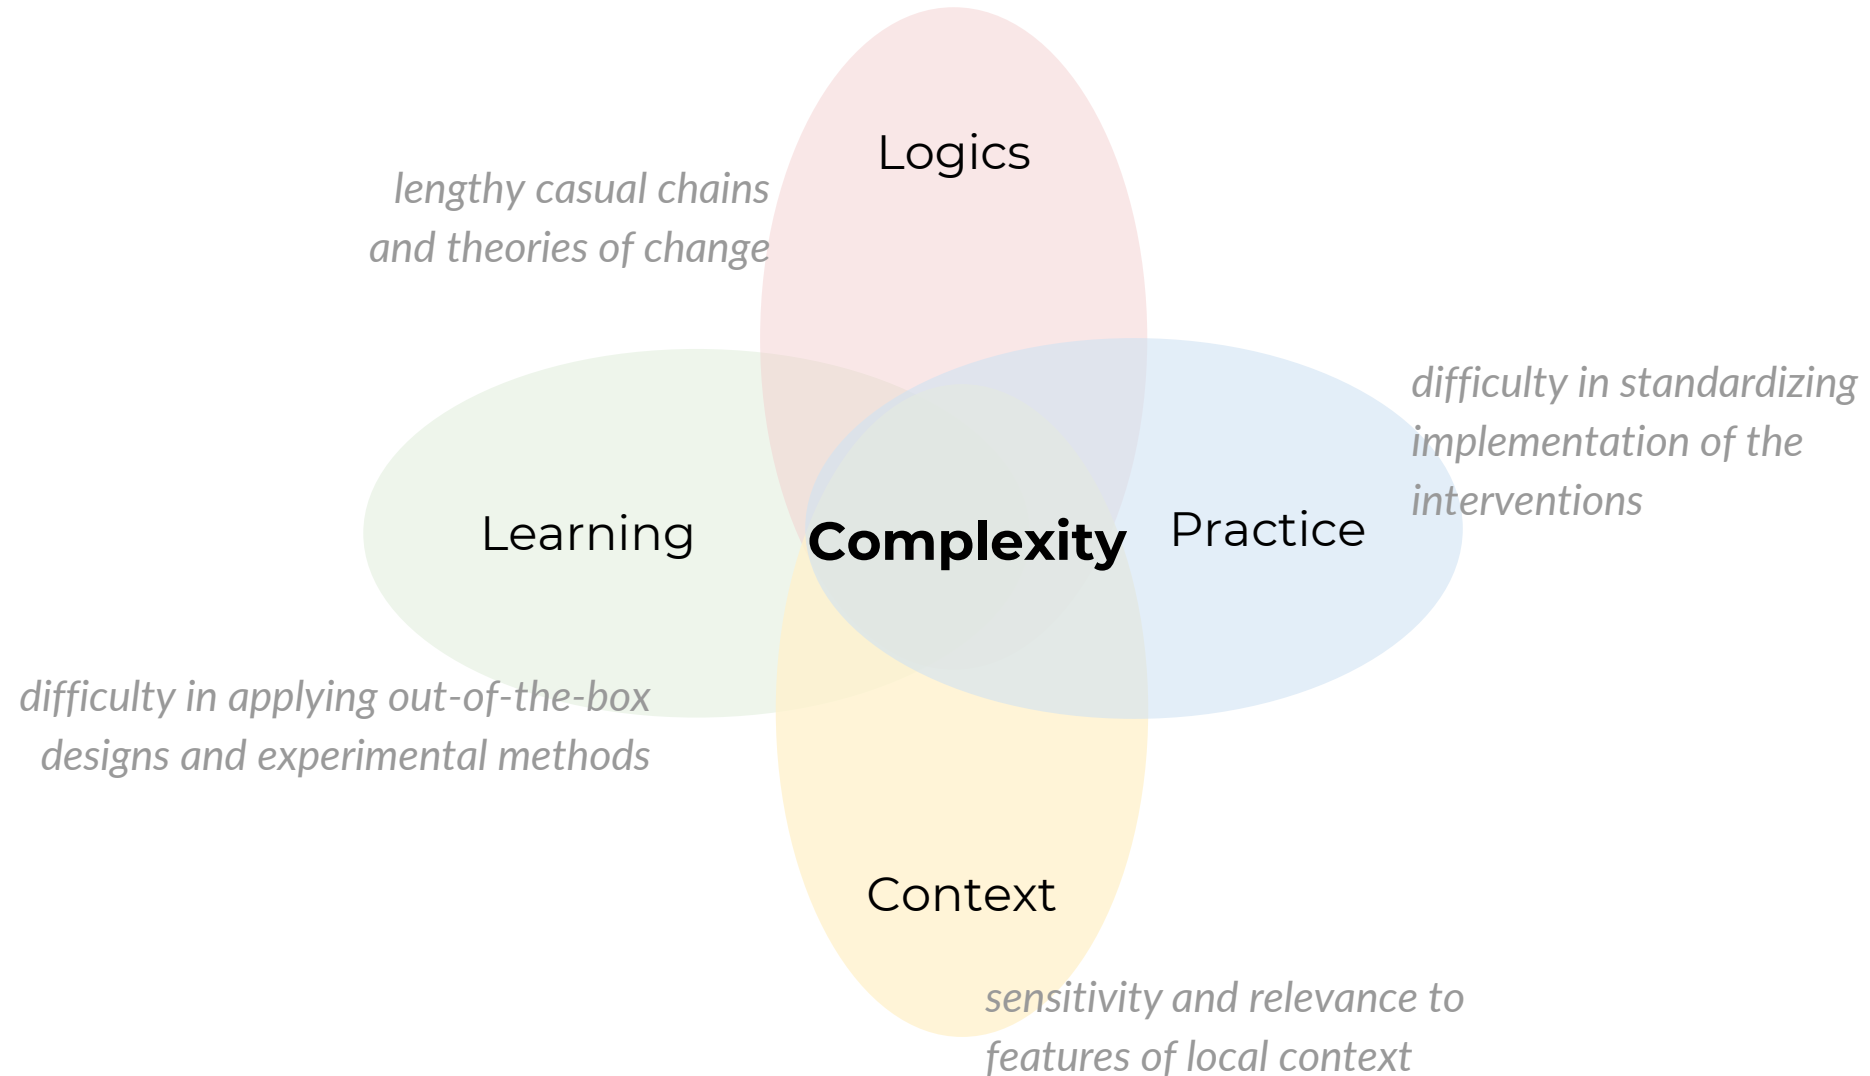 Logics
lengthy casual chains
and theories of change
difficulty in standardizing
implementation of the
interventions
Learning
Complexity
Practice
difficulty in applying out-of-the-box
designs and experimental methods
Context
sensitivity and relevance to
features of local context